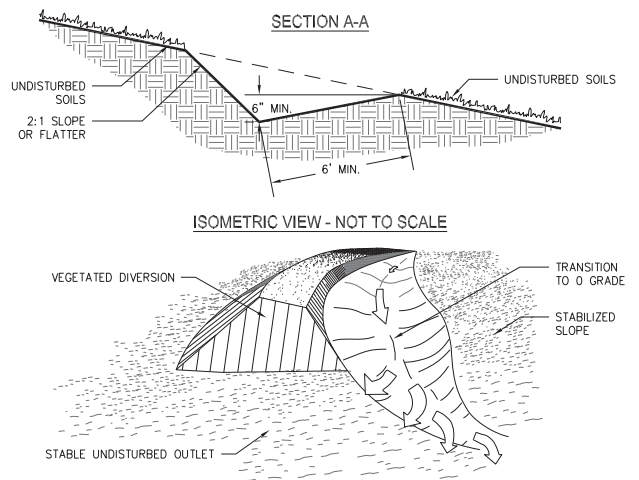 SECTION A-A
UNDISTURBED
SOILS
2:1 SLOPE
OR FLATTER
6" MIN.
6' MIN.
UNDISTURBED SOILS
ISOMETRIC VIEW - NOT TO SCALE
VEGETATED DIVERSION
TRANSITION
TO 0 GRADE
STABILIZED
SLOPE
STABLE UNDISTURBED OUTLET